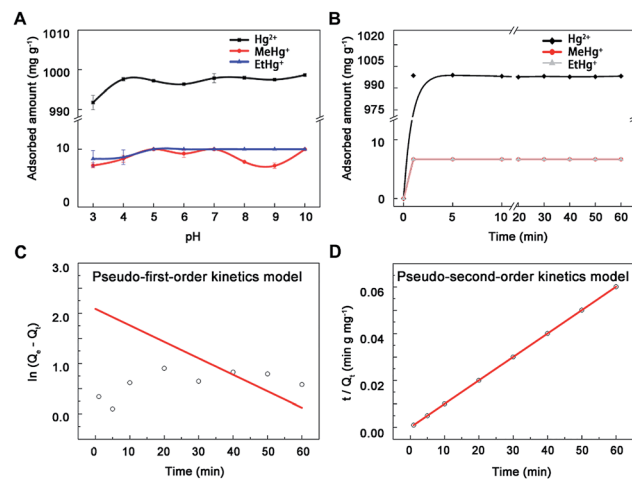 A
Hg²⁺
MeHg⁺
EtHg⁺
Adsorbed amount (mg g⁻¹)
1010
1000
990
10
0
3 4 5 6 7 8 9 10
pH
B
Hg²⁺
MeHg⁺
EtHg⁺
Adsorbed amount (mg g⁻¹)
1025
1100
998
975
10
0
0 5 10 20 30 40 50 60
Time (min)
C
Pseudo-first-order kinetics model
ln (Qₑ - Qₜ)
3.0
2.0
1.0
0.0
0 10 20 30 40 50 60
Time (min)
D
Pseudo-second-order kinetics model
t / Qₜ (min g mg⁻¹)
0.06
0.04
0.02
0.00
0 10 20 30 40 50 60
Time (min)